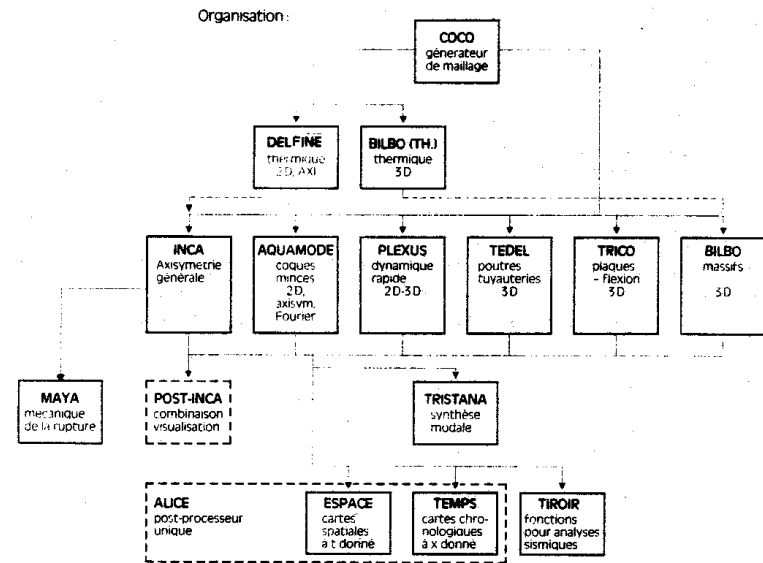 Organisation :
COCO
générateur
de maillage
DELFINE
thermique
2D, AXI
BILBO (TH.)
thermique
3D
INCA
Axisymetrie
générale
AQUAMODE
coques
minces
2D,
axisym.
Fourier
PLEXUS
dynamique
rapide
2D-3D
TEDEL
poutres
tuyauteries
3D
TRICO
plaques
- flexion
3D
BILBO
massifs
3D
MAYA
mecanique
de la rupture
POST-INCA
combinaison
visualisation
TRISTANA
synthèse
modale
ALICE
post-processeur
unique
ESPACE
cartes
spatiales
à t donné
TEMPS
cartes chro-
nologiques
à x donné
TIROIR
fonctions
pour analyses
sismiques